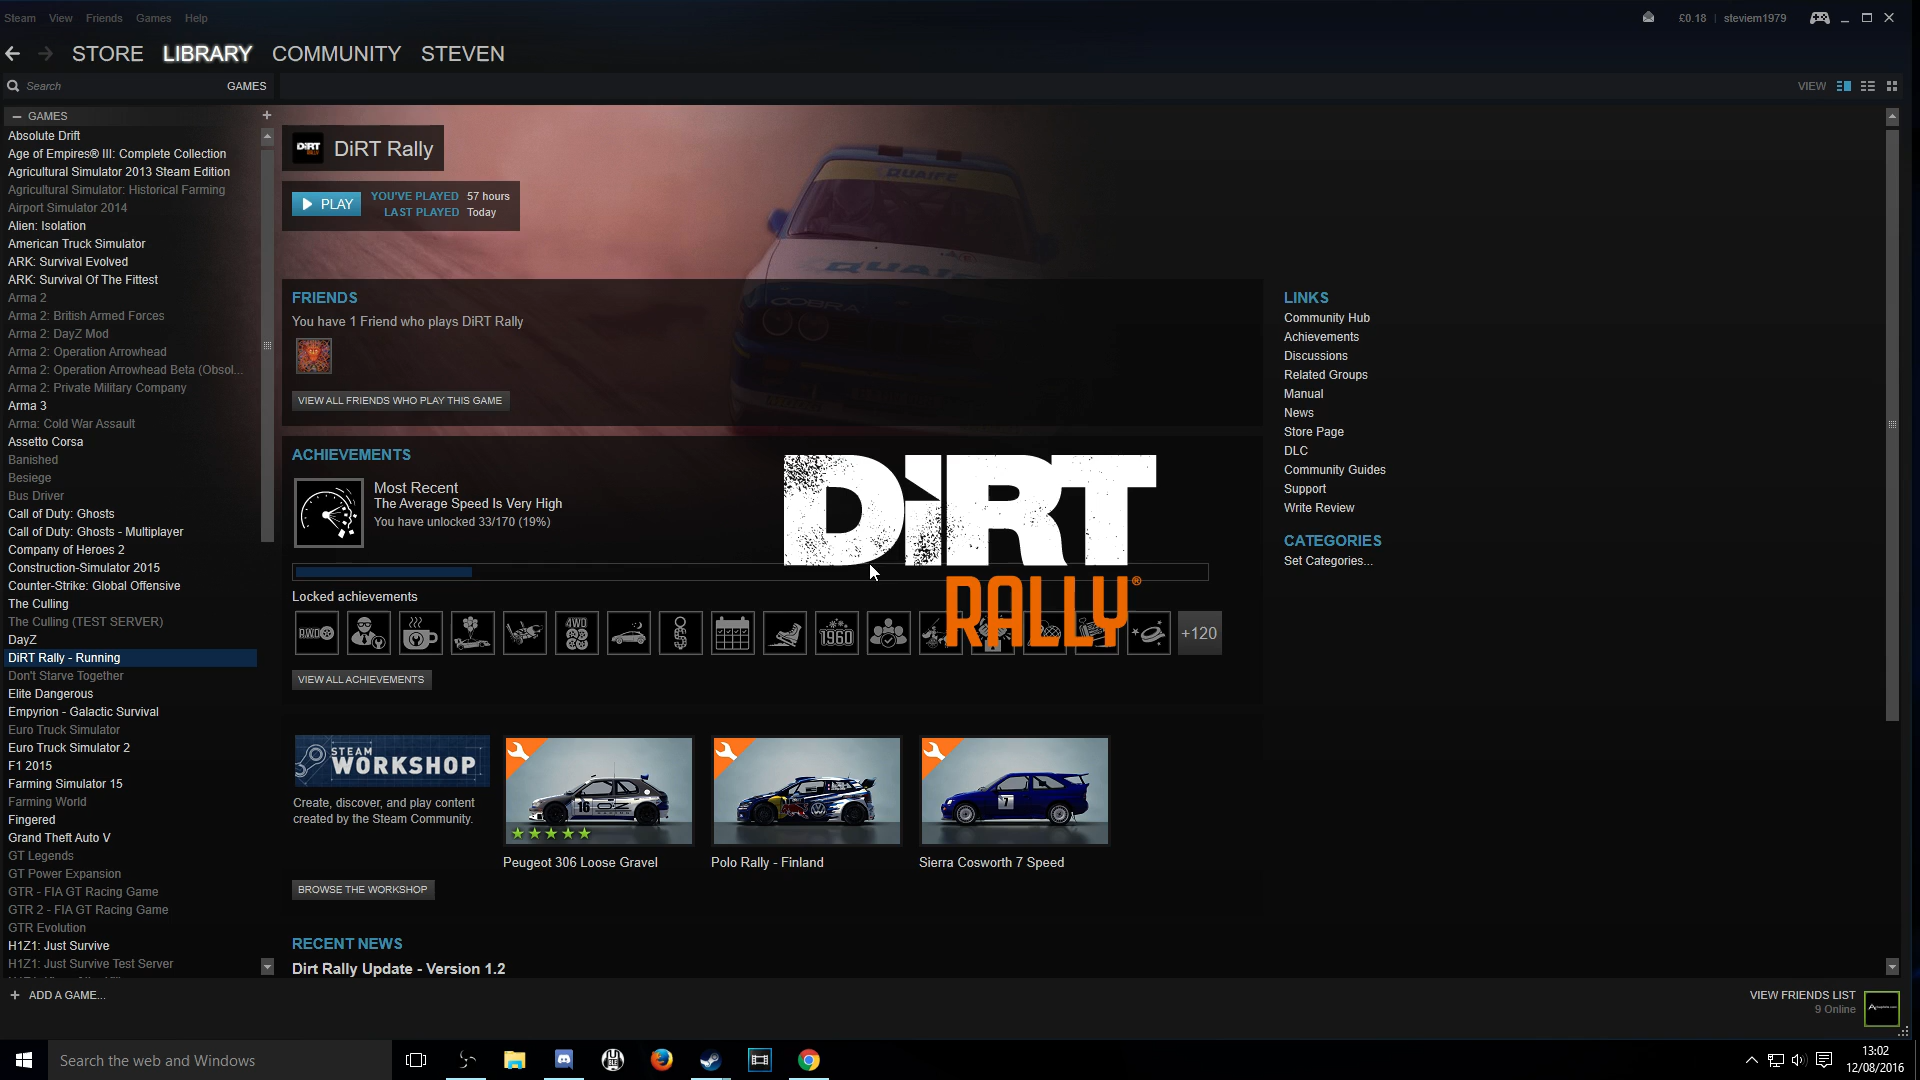 Steam View Friends Games Help
£0.18 | steviem1979
STORE LIBRARY COMMUNITY STEVEN
Search GAMES
VIEW
GAMES
Absolute Drift
Age of Empires® III: Complete Collection
Agricultural Simulator 2013 Steam Edition
Agricultural Simulator: Historical Farming
Airport Simulator 2014
Alien: Isolation
American Truck Simulator
ARK: Survival Evolved
ARK: Survival Of The Fittest
Arma 2
Arma 2: British Armed Forces
Arma 2: DayZ Mod
Arma 2: Operation Arrowhead
Arma 2: Operation Arrowhead Beta (Obsol...
Arma 2: Private Military Company
Arma 3
Arma: Cold War Assault
Assetto Corsa
Banished
Besiege
Bus Driver
Call of Duty: Ghosts
Call of Duty: Ghosts - Multiplayer
Company of Heroes 2
Construction-Simulator 2015
Counter-Strike: Global Offensive
The Culling
The Culling (TEST SERVER)
DayZ
DiRT Rally - Running
Don't Starve Together
Elite Dangerous
Empyrion - Galactic Survival
Euro Truck Simulator
Euro Truck Simulator 2
F1 2015
Farming Simulator 15
Farming World
Fingered
Grand Theft Auto V
GT Legends
GT Power Expansion
GTR - FIA GT Racing Game
GTR 2 - FIA GT Racing Game
GTR Evolution
H1Z1: Just Survive
H1Z1: Just Survive Test Server
+ ADD A GAME...
DiRT DiRT Rally
PLAY
YOU'VE PLAYED 57 hours
LAST PLAYED Today
QUAIFE
QUAIFE
COBRA
FRIENDS
You have 1 Friend who plays DiRT Rally
VIEW ALL FRIENDS WHO PLAY THIS GAME
ACHIEVEMENTS
Most Recent
The Average Speed Is Very High
You have unlocked 33/170 (19%)
DiRT
RALLY®
Locked achievements
RWD
4WD
1960
+120
VIEW ALL ACHIEVEMENTS
STEAM
WORKSHOP
Create, discover, and play content
created by the Steam Community.
16
OZ
7
Peugeot 306 Loose Gravel
Polo Rally - Finland
Sierra Cosworth 7 Speed
BROWSE THE WORKSHOP
RECENT NEWS
Dirt Rally Update - Version 1.2
LINKS
Community Hub
Achievements
Discussions
Related Groups
Manual
News
Store Page
DLC
Community Guides
Support
Write Review
CATEGORIES
Set Categories...
VIEW FRIENDS LIST
9 Online
Search the web and Windows
13:02
12/08/2016